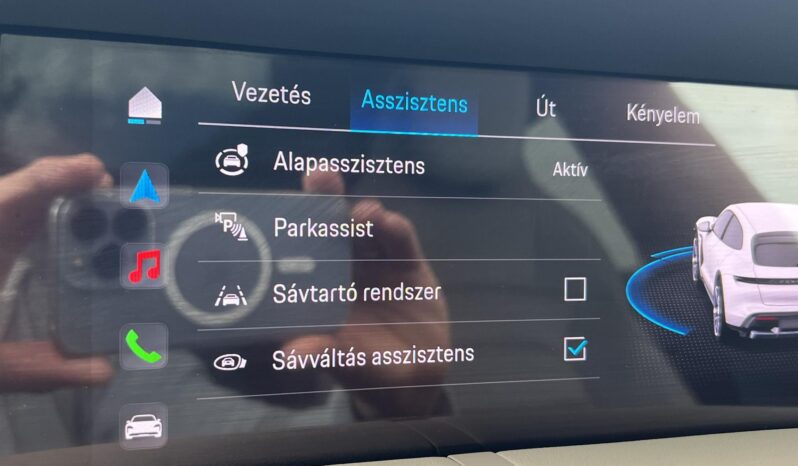 Vezetés
Asszisztens
Út
Kényelem
Alapasszisztens
Aktív
Parkassist
Sávtartó rendszer
Sávváltás asszisztens